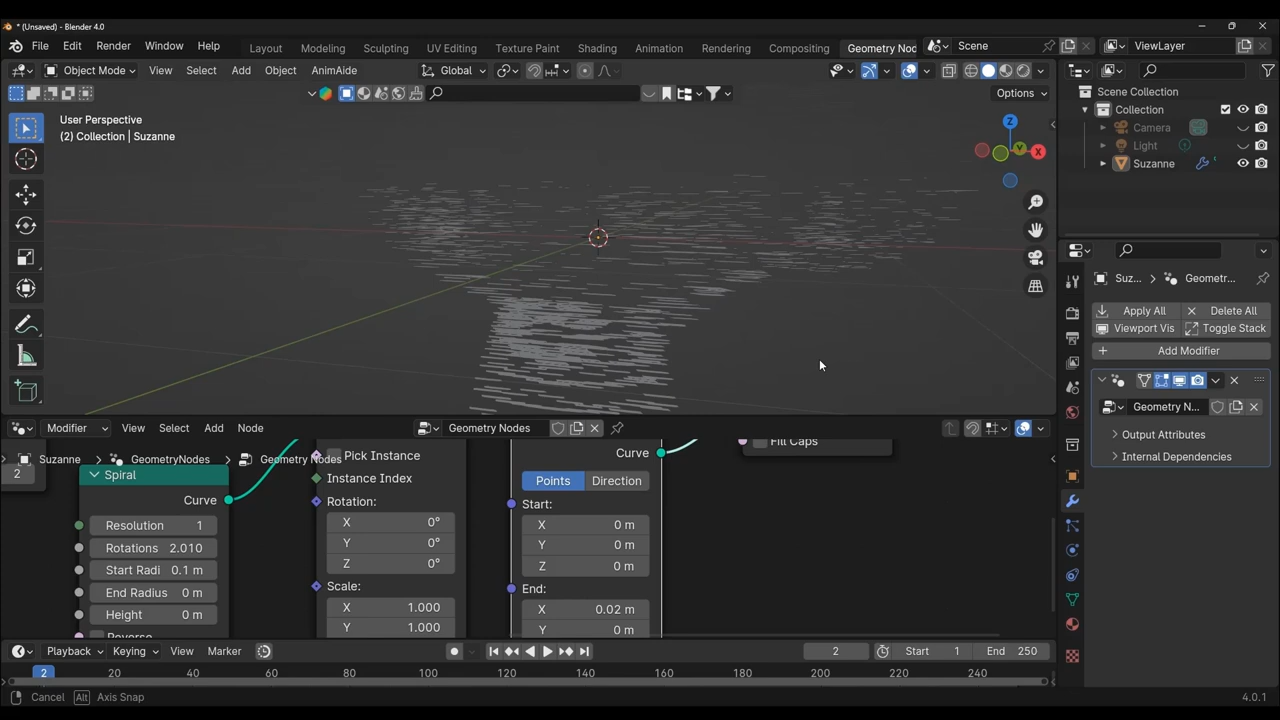 * (Unsaved) - Blender 4.0
File Edit Render Window Help Layout Modeling Sculpting UV Editing Texture Paint Shading Animation Rendering Compositing Geometry Nod Scene ViewLayer
Object Mode View Select Add Object AnimAide Global
Options
User Perspective
(2) Collection | Suzanne
Z
Y
X
Scene Collection
Collection
Camera
Light
Suzanne
Suz... > Geometr...
Apply All Delete All
Viewport Vis Toggle Stack
+ Add Modifier
Geometry N...
Output Attributes
Internal Dependencies
Modifier View Select Add Node Geometry Nodes
Suzanne > GeometryNodes > Geometry Nodes
2
Spiral
Curve
Resolution 1
Rotations 2.010
Start Radi 0.1 m
End Radius 0 m
Height 0 m
Reverse
Pick Instance
Instance Index
Rotation:
X 0°
Y 0°
Z 0°
Scale:
X 1.000
Y 1.000
Curve
Points Direction
Start:
X 0 m
Y 0 m
Z 0 m
End:
X 0.02 m
Y 0 m
Fill Caps
Playback Keying View Marker 2 Start 1 End 250
2 20 40 60 80 100 120 140 160 180 200 220 240
Cancel Alt Axis Snap 4.0.1